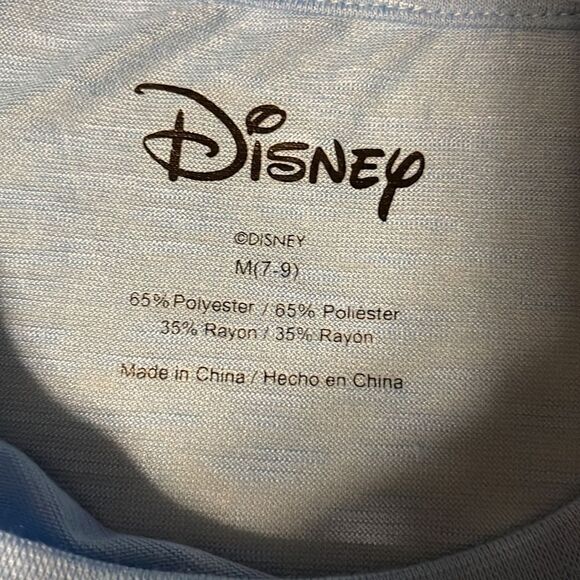 Disney
©DISNEY
M(7-9)
65% Polyester / 65% Poliéster
35% Rayon / 35% Rayón
Made in China / Hecho en China